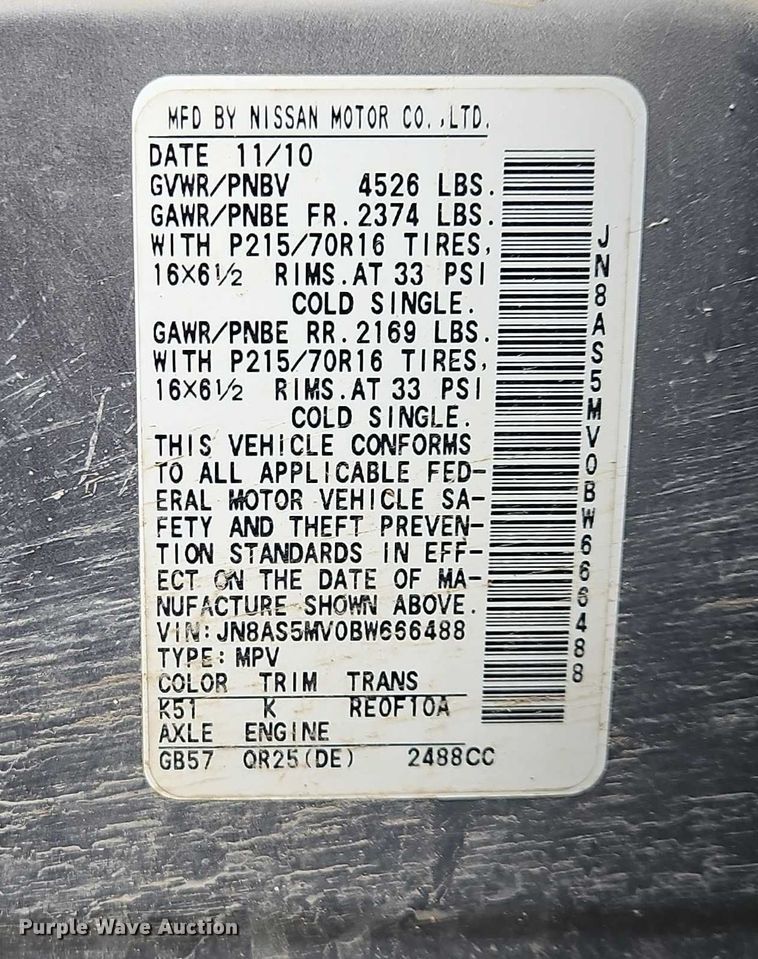 MFD BY NISSAN MOTOR CO.,LTD.
DATE 11/10
GVWR/PNBV 4526 LBS.
GAWR/PNBE FR.2374 LBS.
WITH P215/70R16 TIRES,
16×6½ RIMS.AT 33 PSI
COLD SINGLE.
GAWR/PNBE RR.2169 LBS.
WITH P215/70R16 TIRES,
16×6½ RIMS.AT 33 PSI
COLD SINGLE.
THIS VEHICLE CONFORMS
TO ALL APPLICABLE FED-
ERAL MOTOR VEHICLE SA-
FETY AND THEFT PREVEN-
TION STANDARDS IN EFF-
ECT ON THE DATE OF MA-
NUFACTURE SHOWN ABOVE.
VIN:JN8AS5MV0BW666488
TYPE:MPV
COLOR TRIM TRANS
K51 K RE0F10A
AXLE ENGINE
GB57 QR25(DE) 2488CC
JN8AS5MV0BW666488
Purple Wave Auction